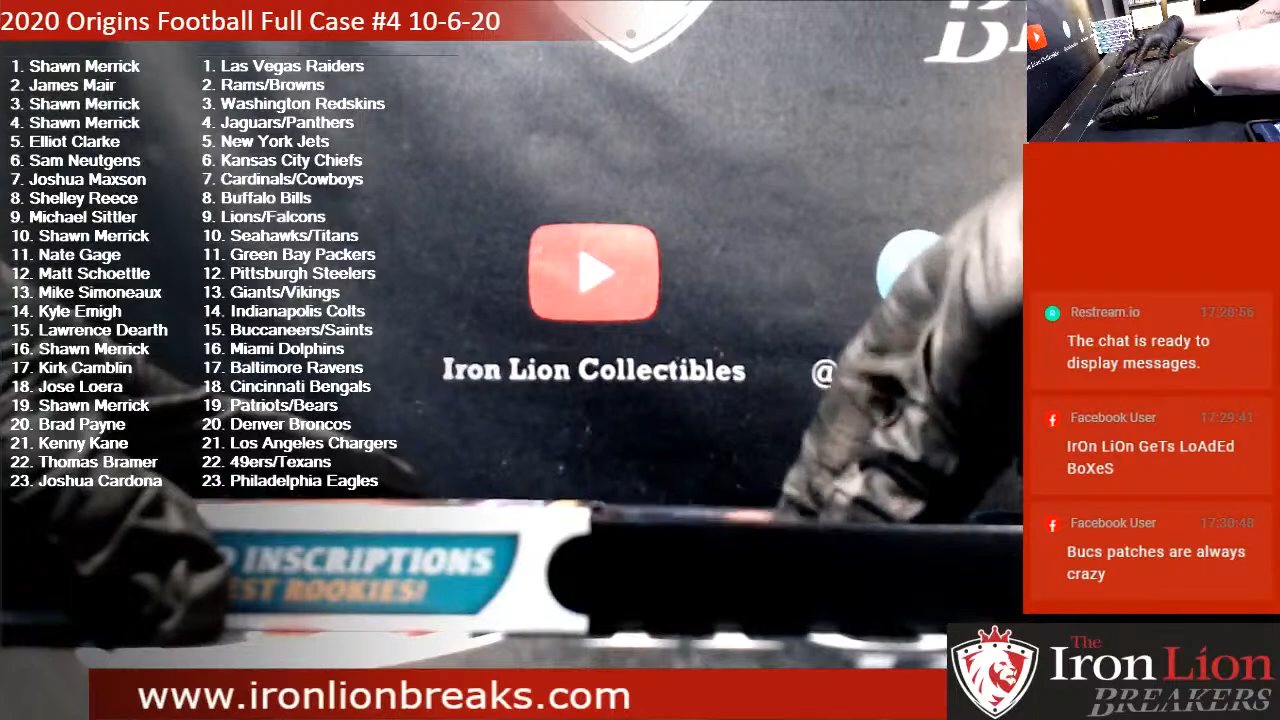 2020 Origins Football Full Case #4 10-6-20
1. Shawn Merrick
2. James Mair
3. Shawn Merrick
4. Shawn Merrick
5. Elliot Clarke
6. Sam Neutgens
7. Joshua Maxson
8. Shelley Reece
9. Michael Sittler
10. Shawn Merrick
11. Nate Gage
12. Matt Schoettle
13. Mike Simoneaux
14. Kyle Emigh
15. Lawrence Dearth
16. Shawn Merrick
17. Kirk Camblin
18. Jose Loera
19. Shawn Merrick
20. Brad Payne
21. Kenny Kane
22. Thomas Bramer
23. Joshua Cardona
1. Las Vegas Raiders
2. Rams/Browns
3. Washington Redskins
4. Jaguars/Panthers
5. New York Jets
6. Kansas City Chiefs
7. Cardinals/Cowboys
8. Buffalo Bills
9. Lions/Falcons
10. Seahawks/Titans
11. Green Bay Packers
12. Pittsburgh Steelers
13. Giants/Vikings
14. Indianapolis Colts
15. Buccaneers/Saints
16. Miami Dolphins
17. Baltimore Ravens
18. Cincinnati Bengals
19. Patriots/Bears
20. Denver Broncos
21. Los Angeles Chargers
22. 49ers/Texans
23. Philadelphia Eagles
Iron Lion Collectibles
@
INSCRIPTIONS
EST ROOKIES!
Restream.io 17:28:56
The chat is ready to
display messages.
Facebook User 17:29:41
IrOn LiOn GeTs LoAdEd
BoXeS
Facebook User 17:30:48
Bucs patches are always
crazy
www.ironlionbreaks.com
The
Iron Lion
BREAKERS